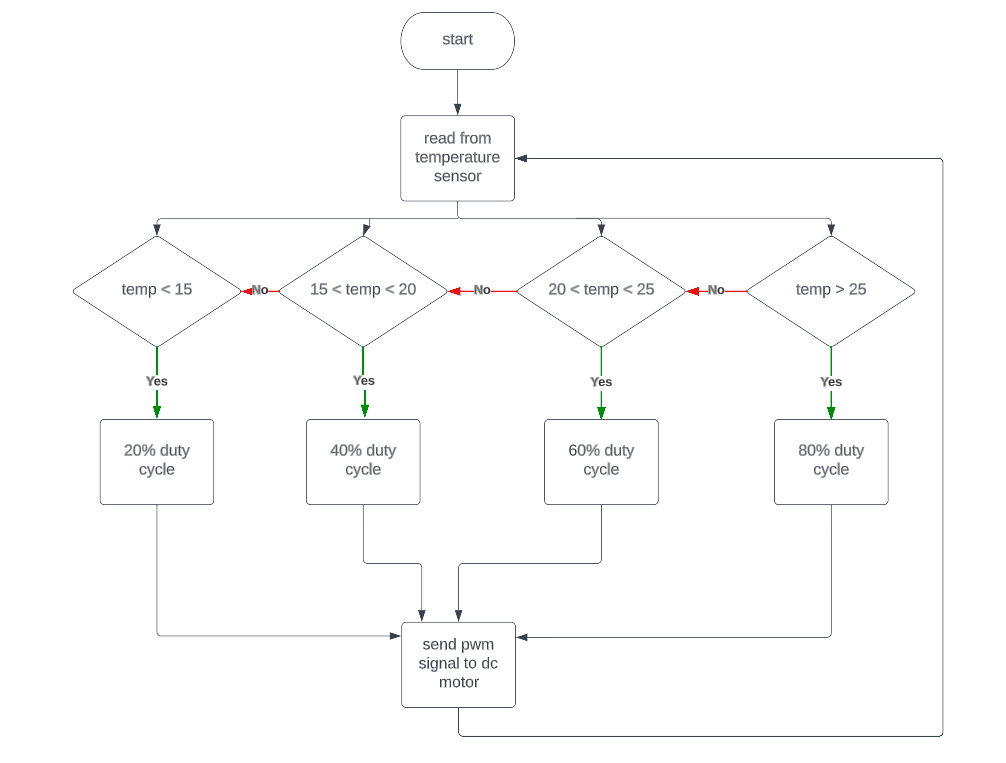 start
read from
temperature
sensor
temp < 15
No
15 < temp < 20
No
20 < temp < 25
No
temp > 25
Yes
Yes
Yes
Yes
20% duty
cycle
40% duty
cycle
60% duty
cycle
80% duty
cycle
send pwm
signal to dc
motor